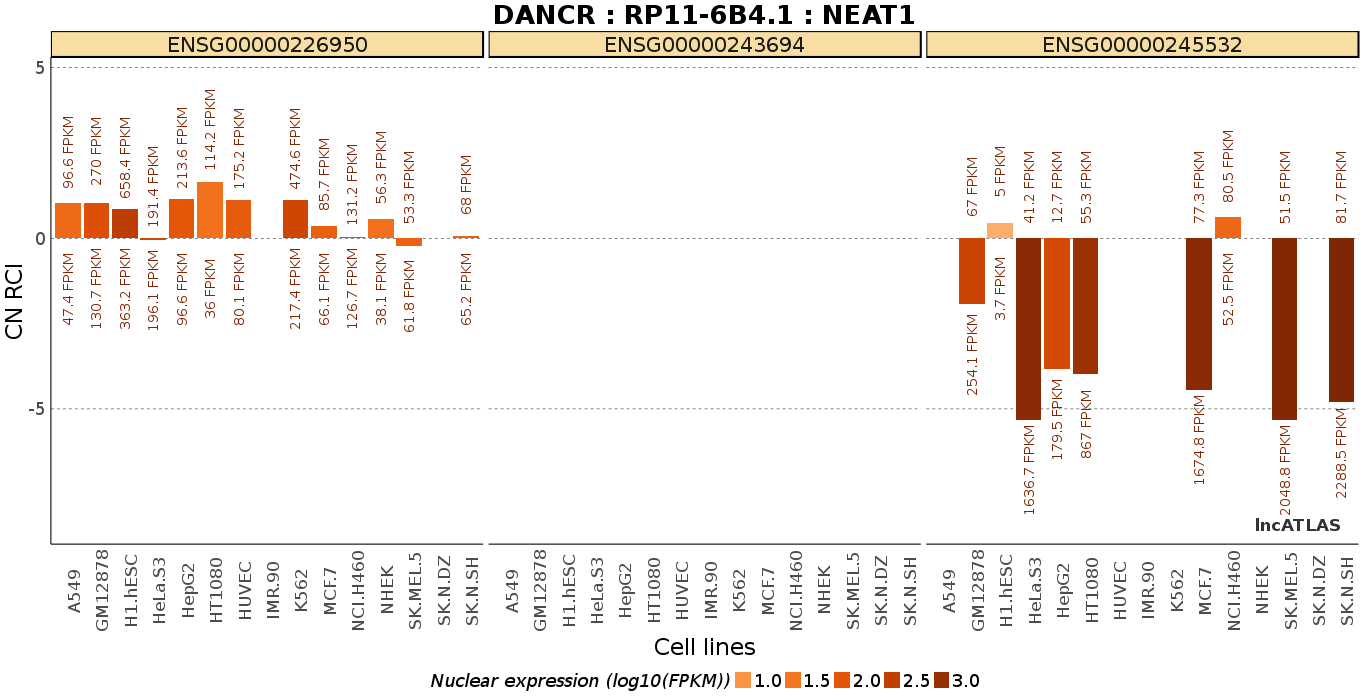 DANCR : RP11-6B4.1 : NEAT1
ENSG00000226950 ENSG00000243694 ENSG00000245532
5
0
-5
CN RCI
96.6 FPKM 270 FPKM 658.4 FPKM 191.4 FPKM 213.6 FPKM 114.2 FPKM 175.2 FPKM 474.6 FPKM 85.7 FPKM 131.2 FPKM 56.3 FPKM 53.3 FPKM 68 FPKM
47.4 FPKM 130.7 FPKM 363.2 FPKM 196.1 FPKM 96.6 FPKM 36 FPKM 80.1 FPKM 217.4 FPKM 66.1 FPKM 126.7 FPKM 38.1 FPKM 61.8 FPKM 65.2 FPKM
67 FPKM 5 FPKM 41.2 FPKM 12.7 FPKM 55.3 FPKM 77.3 FPKM 80.5 FPKM 51.5 FPKM 81.7 FPKM
254.1 FPKM 3.7 FPKM 1636.7 FPKM 179.5 FPKM 867 FPKM 1674.8 FPKM 52.5 FPKM 2048.8 FPKM 2288.5 FPKM
lncATLAS
A549 GM12878 H1.hESC HeLa.S3 HepG2 HT1080 HUVEC IMR.90 K562 MCF.7 NCI.H460 NHEK SK.MEL.5 SK.N.DZ SK.N.SH
A549 GM12878 H1.hESC HeLa.S3 HepG2 HT1080 HUVEC IMR.90 K562 MCF.7 NCI.H460 NHEK SK.MEL.5 SK.N.DZ SK.N.SH
A549 GM12878 H1.hESC HeLa.S3 HepG2 HT1080 HUVEC IMR.90 K562 MCF.7 NCI.H460 NHEK SK.MEL.5 SK.N.DZ SK.N.SH
Cell lines
Nuclear expression (log10(FPKM)) 1.0 1.5 2.0 2.5 3.0